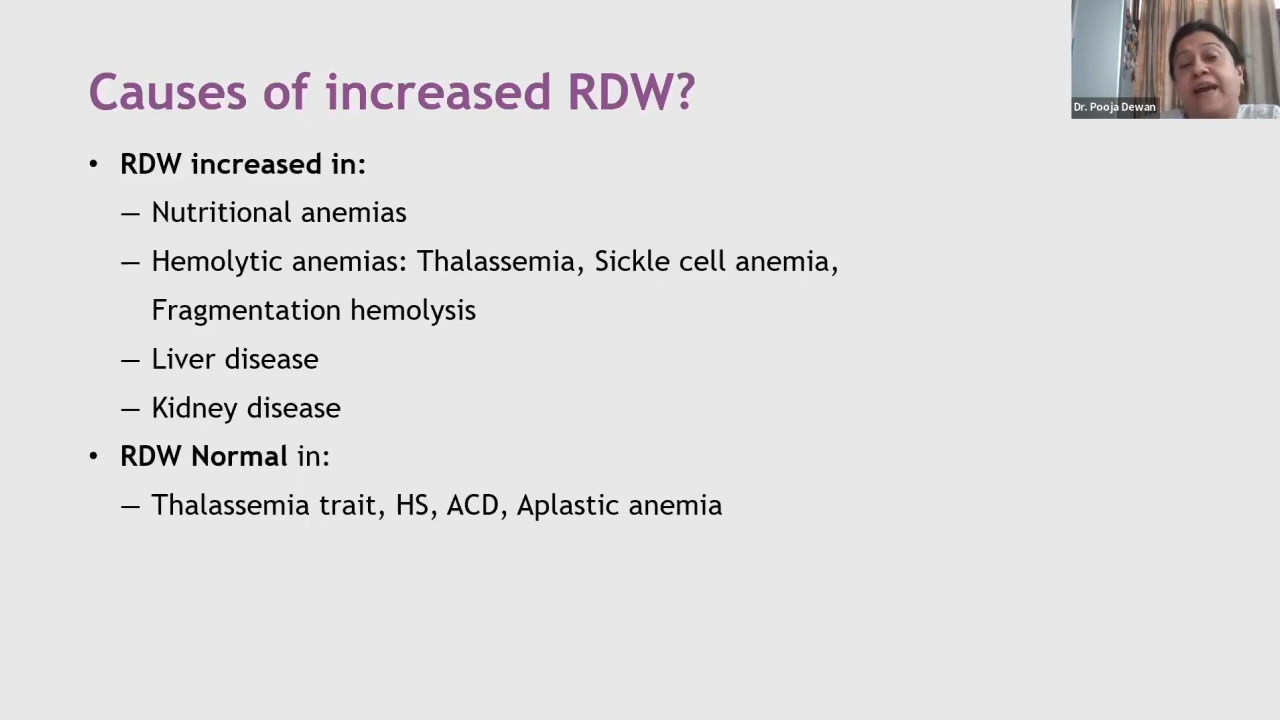 Causes of increased RDW?
Dr. Pooja Dewan
• RDW increased in:
— Nutritional anemias
— Hemolytic anemias: Thalassemia, Sickle cell anemia,
Fragmentation hemolysis
— Liver disease
— Kidney disease
• RDW Normal in:
— Thalassemia trait, HS, ACD, Aplastic anemia